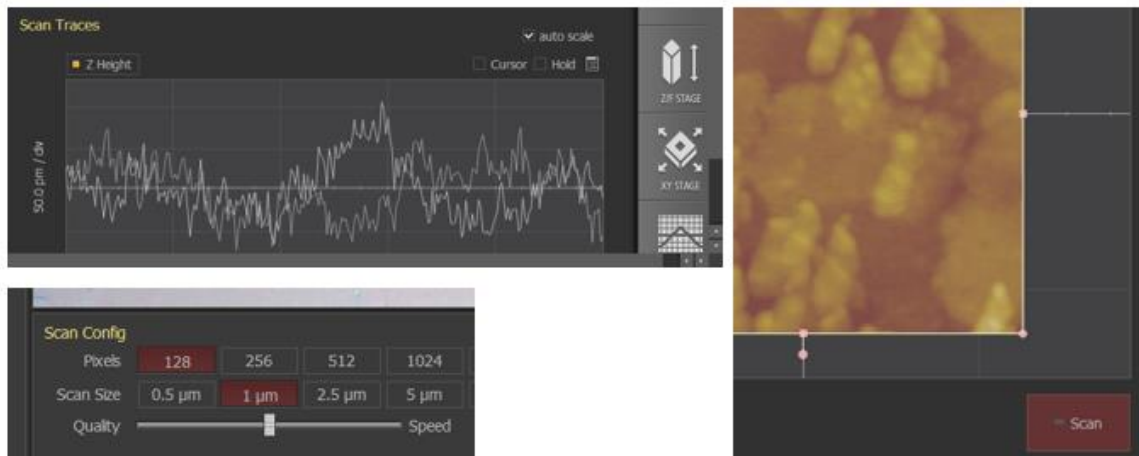 Scan Traces
auto scale
Z Height
Cursor Hold
50.0 pm / div
Z/F STAGE
XY STAGE
Scan Config
Pixels 128 256 512 1024
Scan Size 0.5 µm 1 µm 2.5 µm 5 µm
Quality Speed
Scan